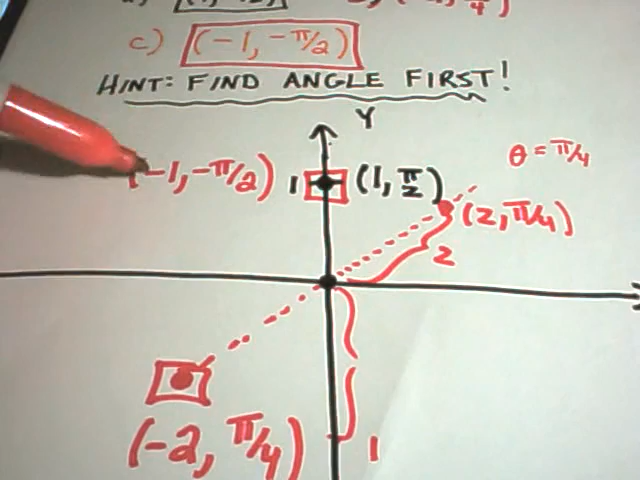 c) (-1, -π/2)
HINT: FIND ANGLE FIRST!
Y
θ = π/4
(-1, -π/2) 1 (1, π/2)
(2, π/4)
2
(-2, π/4) 1